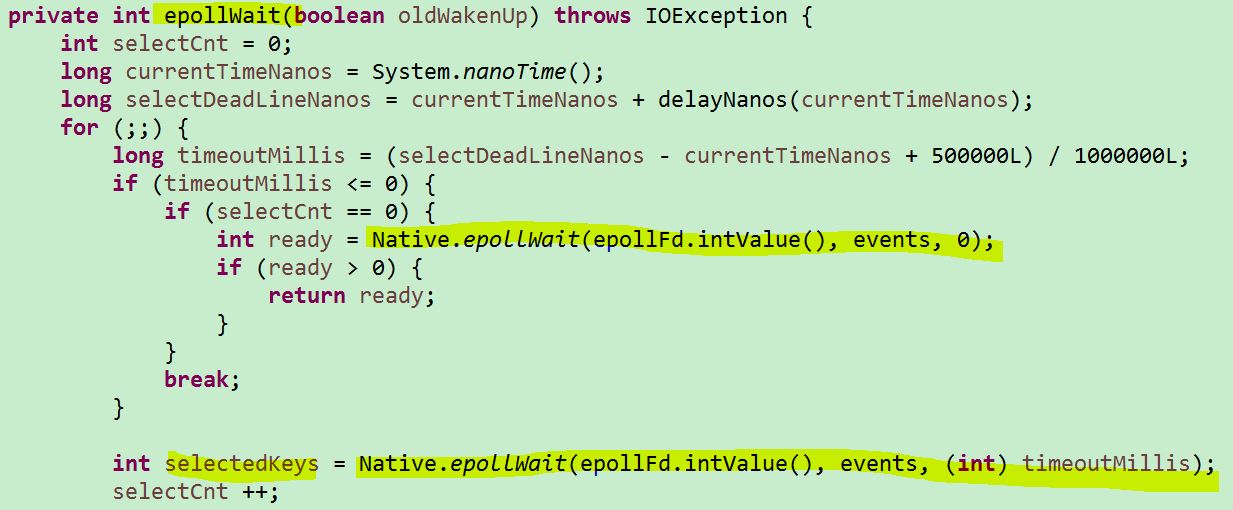 private int epollWait(boolean oldWakenUp) throws IOException {
    int selectCnt = 0;
    long currentTimeNanos = System.nanoTime();
    long selectDeadLineNanos = currentTimeNanos + delayNanos(currentTimeNanos);
    for (;;) {
        long timeoutMillis = (selectDeadLineNanos - currentTimeNanos + 500000L) / 1000000L;
        if (timeoutMillis <= 0) {
            if (selectCnt == 0) {
                int ready = Native.epollWait(epollFd.intValue(), events, 0);
                if (ready > 0) {
                    return ready;
                }
            }
            break;
        }
        int selectedKeys = Native.epollWait(epollFd.intValue(), events, (int) timeoutMillis);
        selectCnt ++;